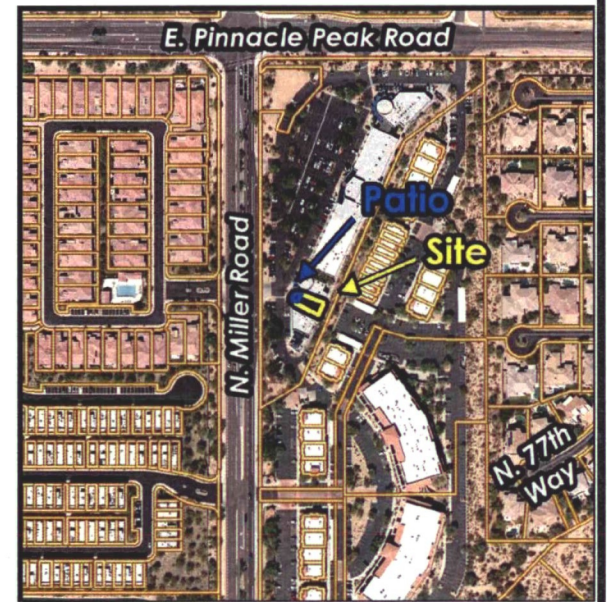 E. Pinnacle Peak Road
Patio
Site
N. Miller Road
N. 77th
Way